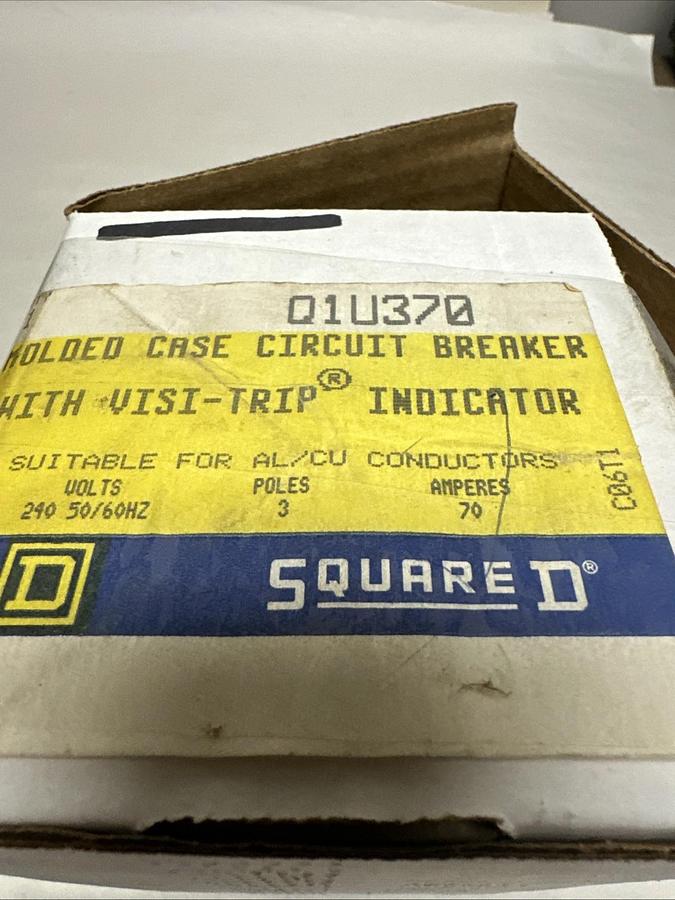 Q1U370
MOLDED CASE CIRCUIT BREAKER
WITH VISI-TRIP® INDICATOR
SUITABLE FOR AL/CU CONDUCTORS
VOLTS POLES AMPERES
240 50/60HZ 3 70
C06T1
D SQUARE D®